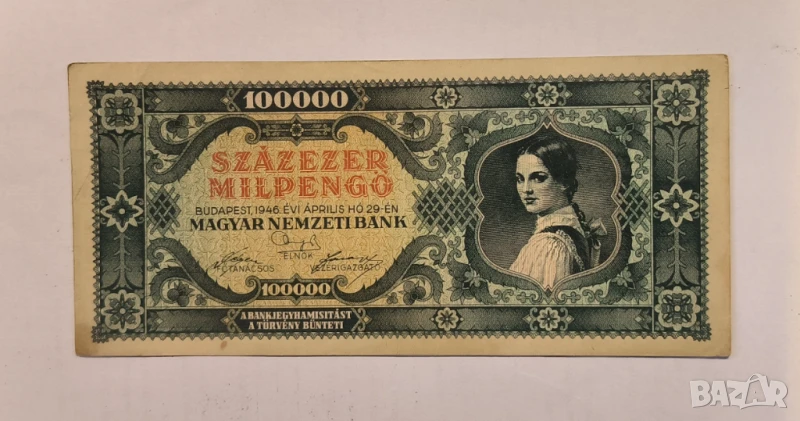 100000
SZÁZEZER
MILPENGŐ
BUDAPEST, 1946. ÉVI ÁPRILIS HÓ 29-ÉN
MAGYAR NEMZETI BANK
ELNÖK
FŐTANÁCSOS
VEZÉRIGAZGATÓ
100000
A BANKJEGYHAMISITÁST
A TÖRVÉNY BÜNTETI
BAZAR